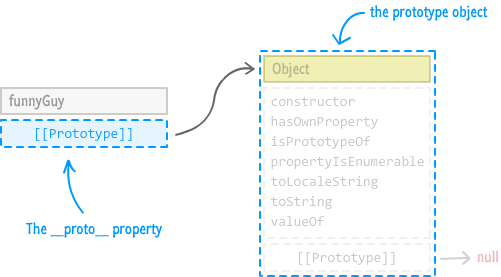 the prototype object
Object
funnyGuy
[[Prototype]]
The __proto__ property
constructor
hasOwnProperty
isPrototypeOf
propertyIsEnumerable
toLocaleString
toString
valueOf
[[Prototype]]
null